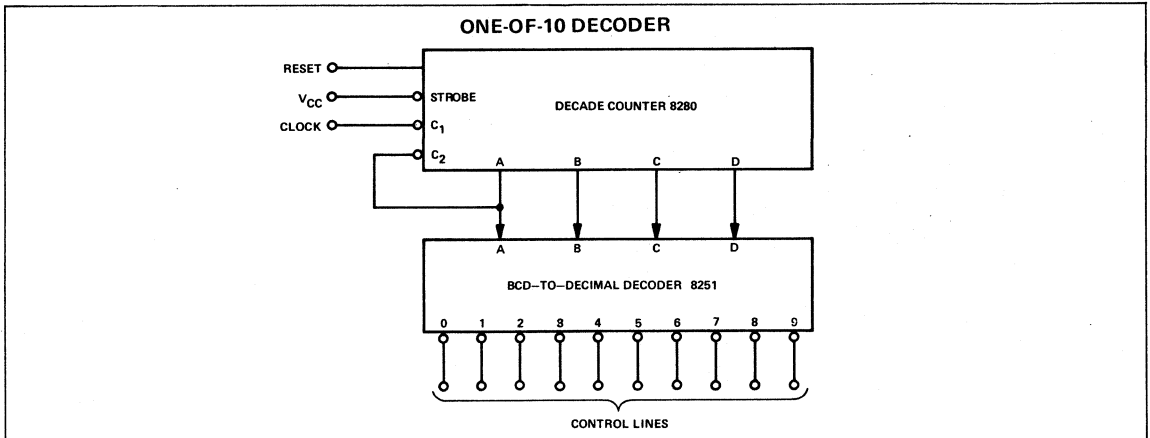 ONE-OF-10 DECODER
RESET
VCC
STROBE
CLOCK
C1
C2
DECADE COUNTER 8280
A B C D
A B C D
BCD-TO-DECIMAL DECODER 8251
0 1 2 3 4 5 6 7 8 9
CONTROL LINES